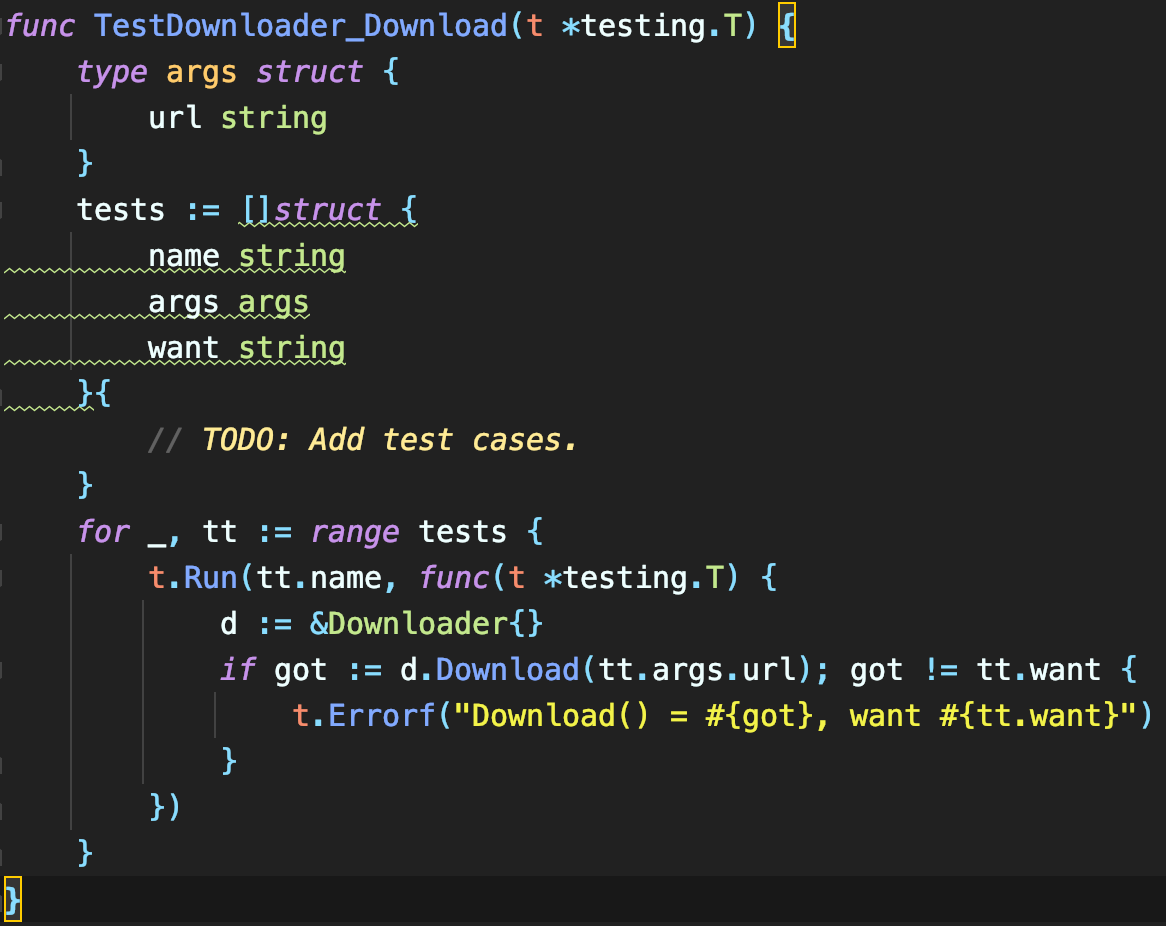 func TestDownloader_Download(t *testing.T) {
    type args struct {
        url string
    }
    tests := []struct {
        name string
        args args
        want string
    }{
        // TODO: Add test cases.
    }
    for _, tt := range tests {
        t.Run(tt.name, func(t *testing.T) {
            d := &Downloader{}
            if got := d.Download(tt.args.url); got != tt.want {
                t.Errorf("Download() = #{got}, want #{tt.want}")
            }
        })
    }
}